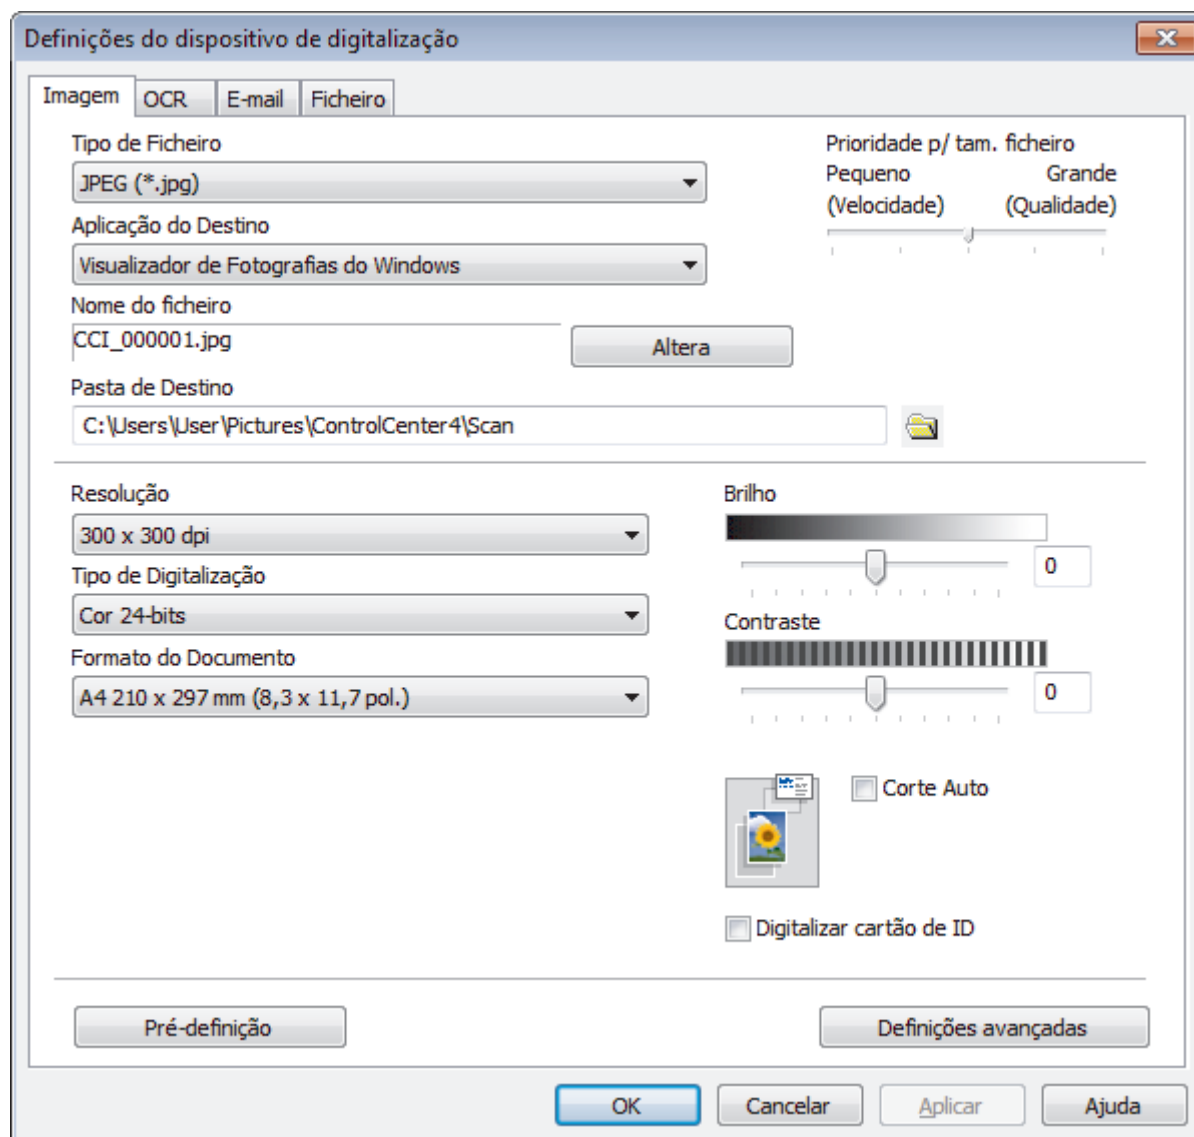 Definições do dispositivo de digitalização
Imagem OCR E-mail Ficheiro
Tipo de Ficheiro
JPEG (*.jpg)
Aplicação do Destino
Visualizador de Fotografias do Windows
Nome do ficheiro
CCI_000001.jpg
Altera
Pasta de Destino
C:\Users\User\Pictures\ControlCenter4\Scan
Prioridade p/ tam. ficheiro
Pequeno Grande
(Velocidade) (Qualidade)
Resolução
300 x 300 dpi
Tipo de Digitalização
Cor 24-bits
Formato do Documento
A4 210 x 297 mm (8,3 x 11,7 pol.)
Brilho
0
Contraste
0
Corte Auto
Digitalizar cartão de ID
Pré-definição
Definições avançadas
OK Cancelar Aplicar Ajuda